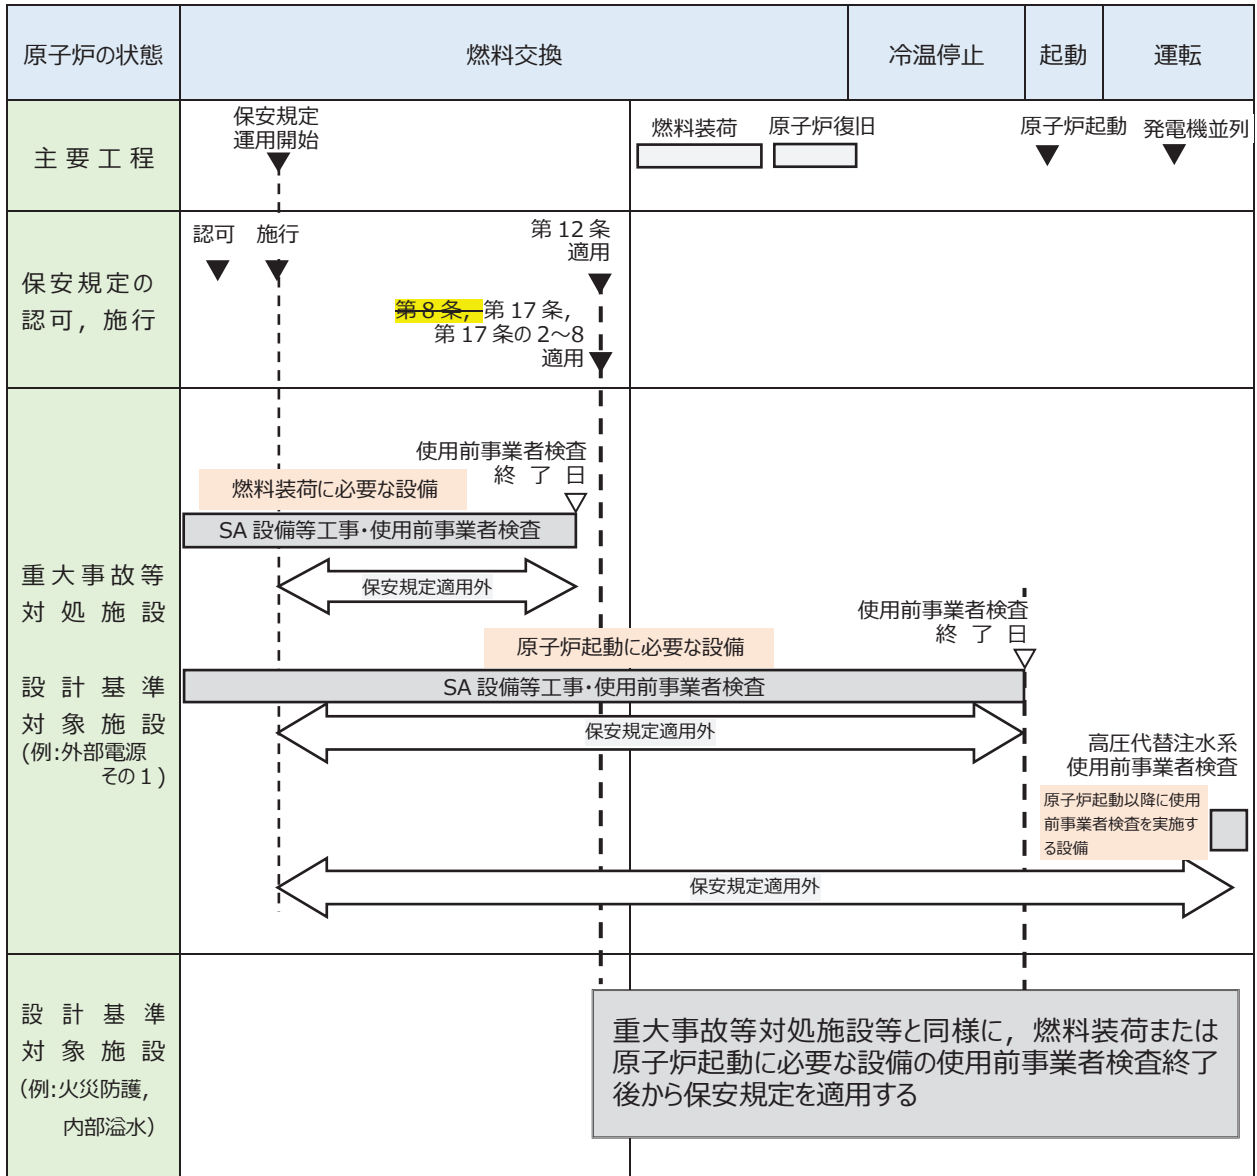 原子炉の状態
燃料交換
冷温停止
起動
運転
主要工程
保安規定
運用開始
燃料装荷
原子炉復旧
原子炉起動
発電機並列
保安規定の
認可，施行
認可
施行
第12条
適用
第8条，第17条，
第17条の2～8
適用
重大事故等
対処施設
設計基準
対象施設
(例:外部電源
その1)
使用前事業者検査
終了日
燃料装荷に必要な設備
SA設備等工事・使用前事業者検査
保安規定適用外
使用前事業者検査
終了日
原子炉起動に必要な設備
SA設備等工事・使用前事業者検査
保安規定適用外
高圧代替注水系
使用前事業者検査
原子炉起動以降に使用
前事業者検査を実施す
る設備
保安規定適用外
設計基準
対象施設
（例:火災防護，
内部溢水）
重大事故等対処施設等と同様に，燃料装荷または
原子炉起動に必要な設備の使用前事業者検査終了
後から保安規定を適用する